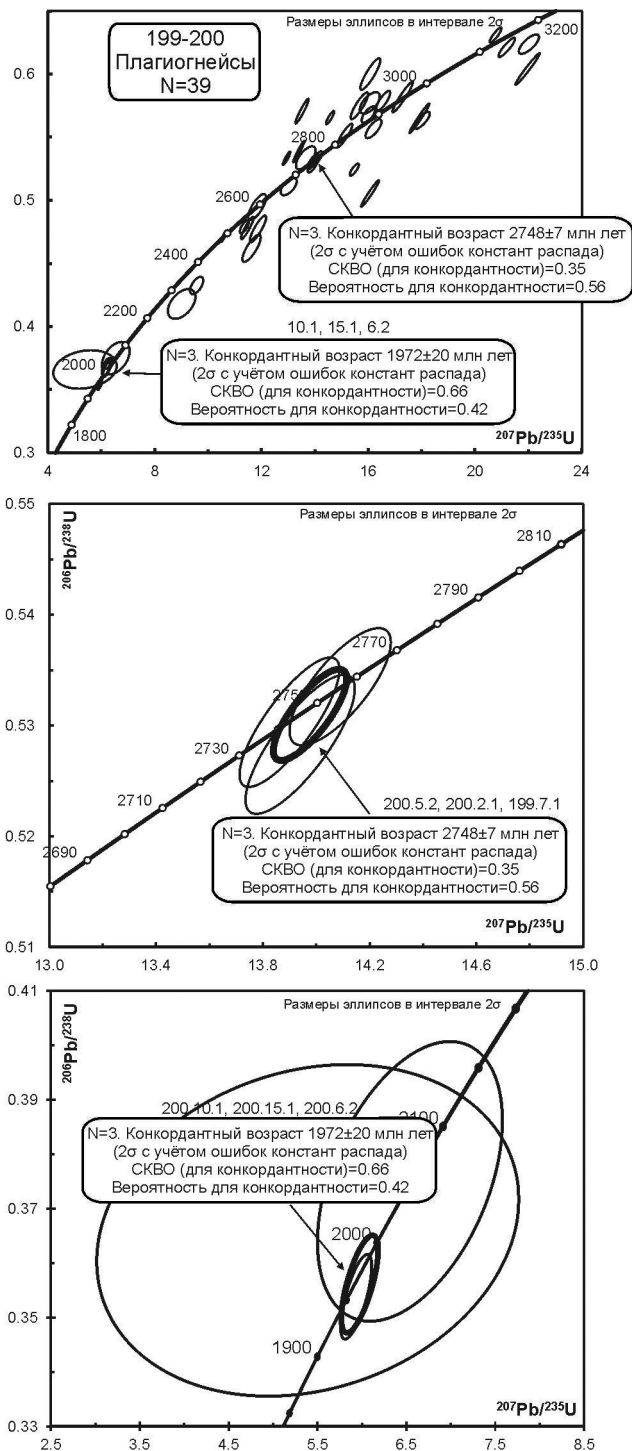 Размеры эллипсов в интервале 2σ
199-200
Плагиогнейсы
N=39
3200
0.6
3000
2800
0.5
2600
N=3. Конкордантный возраст 2748±7 млн лет
(2σ с учётом ошибок констант распада)
СКВО (для конкордантности)=0.35
Вероятность для конкордантности=0.56
2400
0.4
2200
10.1, 15.1, 6.2
2000
N=3. Конкордантный возраст 1972±20 млн лет
(2σ с учётом ошибок констант распада)
СКВО (для конкордантности)=0.66
Вероятность для конкордантности=0.42
1800
0.3
²⁰⁷Pb/²³⁵U
4 8 12 16 20 24
0.55
²⁰⁶Pb/²³⁸U
Размеры эллипсов в интервале 2σ
2810
2790
0.54
2770
0.53
2730
2710
200.5.2, 200.2.1, 199.7.1
0.52
2690
N=3. Конкордантный возраст 2748±7 млн лет
(2σ с учётом ошибок констант распада)
СКВО (для конкордантности)=0.35
Вероятность для конкордантности=0.56
²⁰⁷Pb/²³⁵U
0.51
13.0 13.4 13.8 14.2 14.6 15.0
0.41
²⁰⁶Pb/²³⁸U
Размеры эллипсов в интервале 2σ
0.39
200.10.1, 200.15.1, 200.6.2
N=3. Конкордантный возраст 1972±20 млн лет
(2σ с учётом ошибок констант распада)
СКВО (для конкордантности)=0.66
Вероятность для конкордантности=0.42
0.37
2000
0.35
1900
0.33
²⁰⁷Pb/²³⁵U
2.5 3.5 4.5 5.5 6.5 7.5 8.5